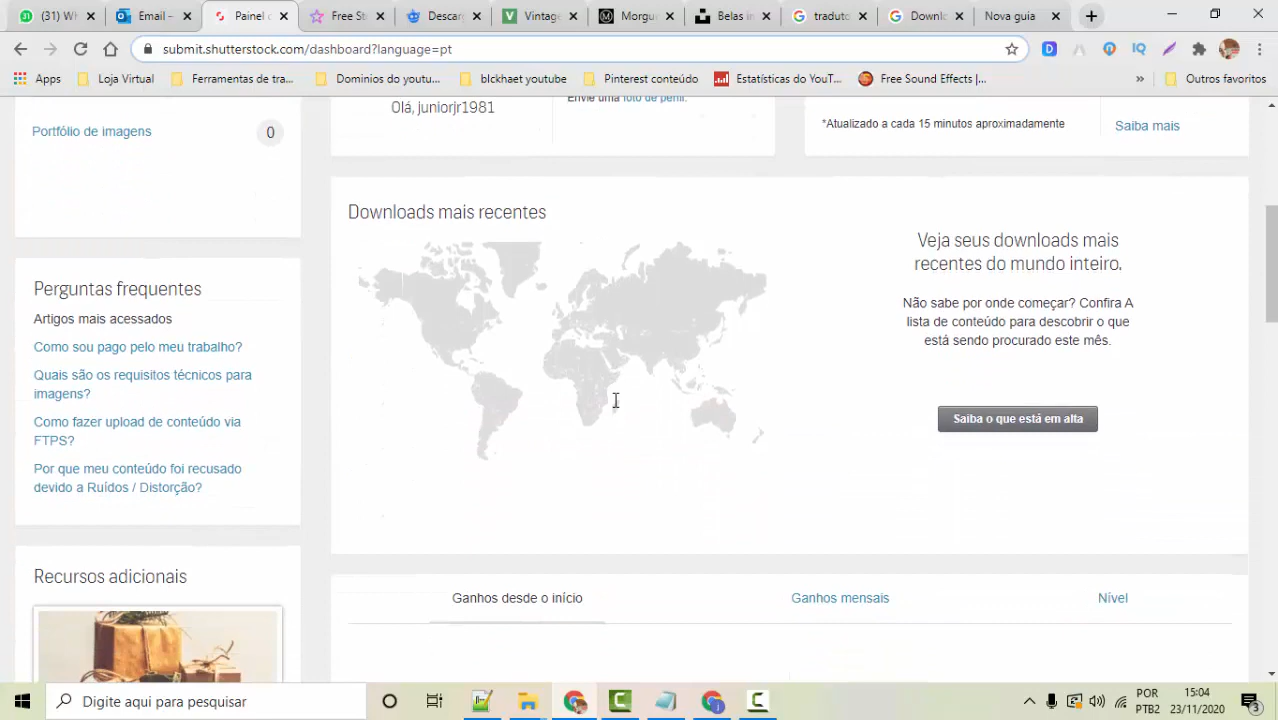 (31) Wh
Email –
Painel c
Free St
Descar
Vintage
Morgu
Belas i
traduto
Downlo
Nova guia
submit.shutterstock.com/dashboard?language=pt
Apps
Loja Virtual
Ferramentas de tra...
Dominios do youtu...
blckhaet youtube
Pinterest conteúdo
Estatísticas do YouT...
Free Sound Effects |...
»
Outros favoritos
Olá, juniorjr1981
Envie uma foto de perfil.
*Atualizado a cada 15 minutos aproximadamente
Saiba mais
Portfólio de imagens
0
Downloads mais recentes
Veja seus downloads mais
recentes do mundo inteiro.
Não sabe por onde começar? Confira A
lista de conteúdo para descobrir o que
está sendo procurado este mês.
Saiba o que está em alta
Perguntas frequentes
Artigos mais acessados
Como sou pago pelo meu trabalho?
Quais são os requisitos técnicos para
imagens?
Como fazer upload de conteúdo via
FTPS?
Por que meu conteúdo foi recusado
devido a Ruídos / Distorção?
Recursos adicionais
Ganhos desde o início
Ganhos mensais
Nível
Digite aqui para pesquisar
POR
PTB2
15:04
23/11/2020
3